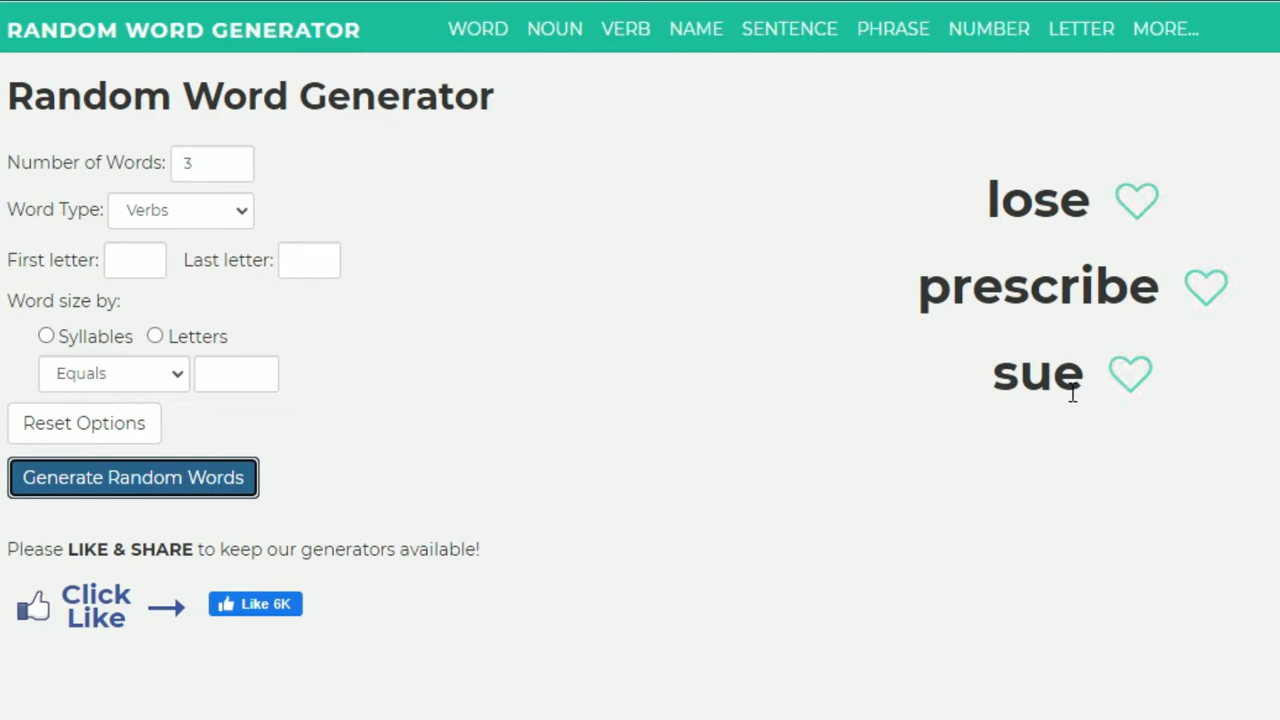 RANDOM WORD GENERATOR WORD NOUN VERB NAME SENTENCE PHRASE NUMBER LETTER MORE...
Random Word Generator
Number of Words: 3
Word Type: Verbs
First letter: Last letter:
Word size by:
Syllables Letters
Equals
Reset Options
Generate Random Words
Please LIKE & SHARE to keep our generators available!
Click
Like
Like 6K
lose
prescribe
sue